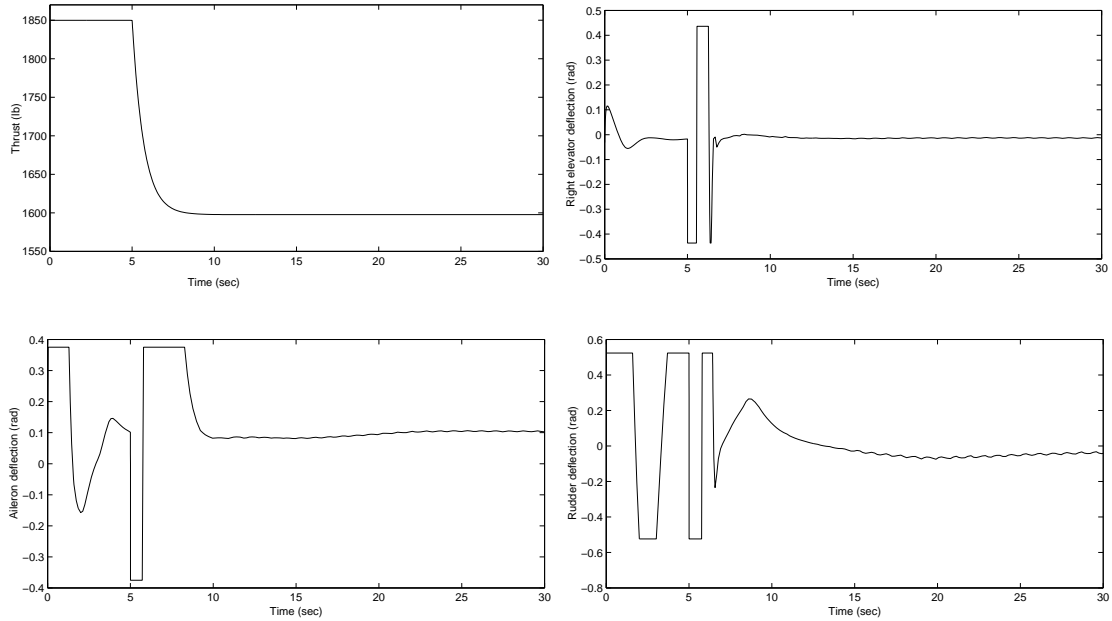 1850
1800
1750
1700
1650
1600
1550
Thrust (lb)
0 5 10 15 20 25 30
Time (sec)
0.5
0.4
0.3
0.2
0.1
0
−0.1
−0.2
−0.3
−0.4
−0.5
Right elevator deflection (rad)
0 5 10 15 20 25 30
Time (sec)
0.4
0.3
0.2
0.1
0
−0.1
−0.2
−0.3
−0.4
Aileron deflection (rad)
0 5 10 15 20 25 30
Time (sec)
0.6
0.4
0.2
0
−0.2
−0.4
−0.6
−0.8
Rudder deflection (rad)
0 5 10 15 20 25 30
Time (sec)